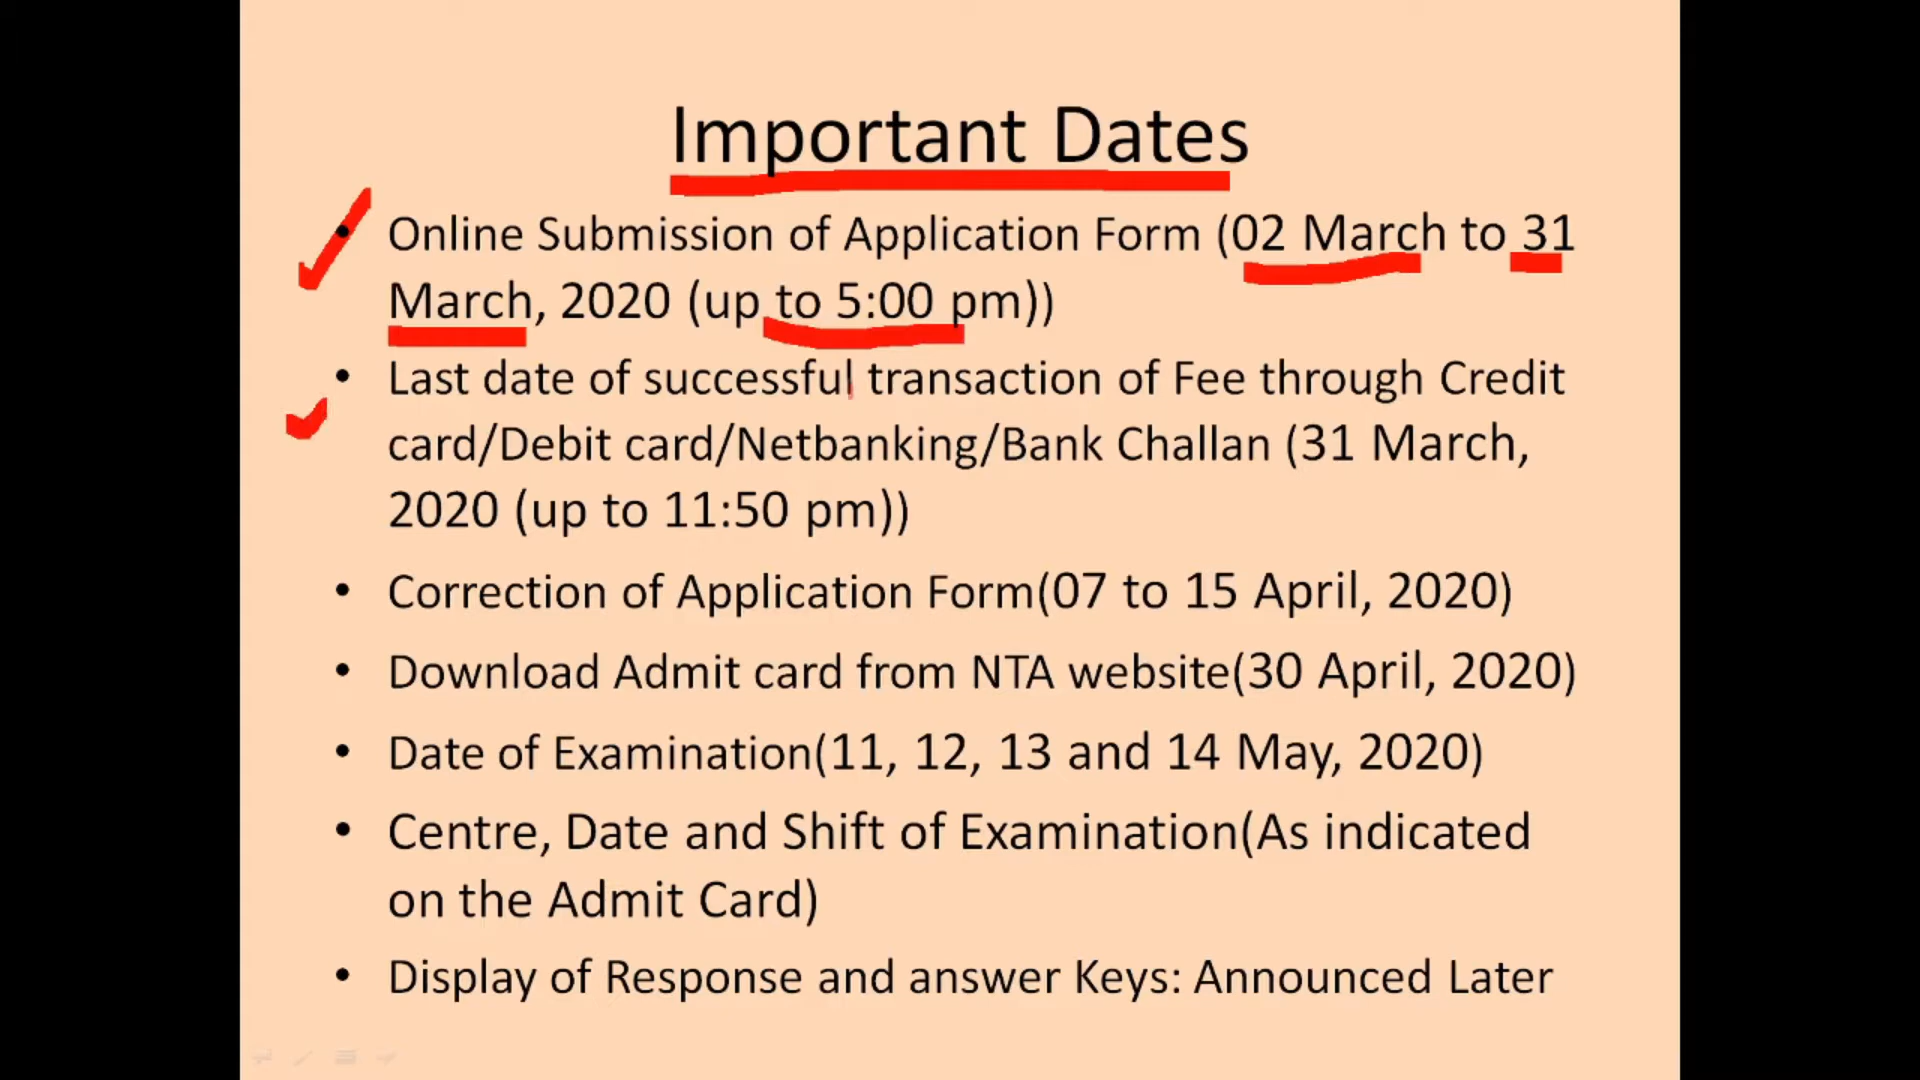 Important Dates
• Online Submission of Application Form (02 March to 31
March, 2020 (up to 5:00 pm))
• Last date of successful transaction of Fee through Credit
card/Debit card/Netbanking/Bank Challan (31 March,
2020 (up to 11:50 pm))
• Correction of Application Form(07 to 15 April, 2020)
• Download Admit card from NTA website(30 April, 2020)
• Date of Examination(11, 12, 13 and 14 May, 2020)
• Centre, Date and Shift of Examination(As indicated
on the Admit Card)
• Display of Response and answer Keys: Announced Later